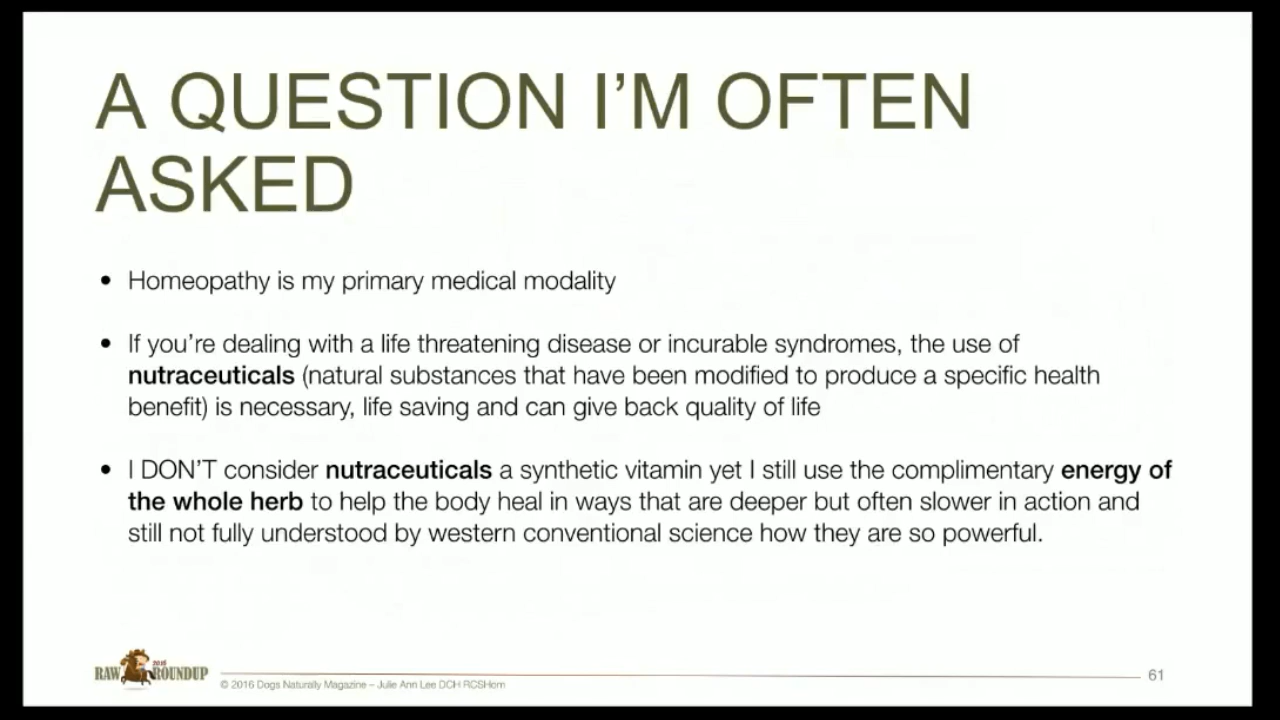 A QUESTION I'M OFTEN
ASKED
• Homeopathy is my primary medical modality
• If you're dealing with a life threatening disease or incurable syndromes, the use of
nutraceuticals (natural substances that have been modified to produce a specific health
benefit) is necessary, life saving and can give back quality of life
• I DON'T consider nutraceuticals a synthetic vitamin yet I still use the complimentary energy of
the whole herb to help the body heal in ways that are deeper but often slower in action and
still not fully understood by western conventional science how they are so powerful.
2016
RAW ROUNDUP
© 2016 Dogs Naturally Magazine – Julie Ann Lee DCH RCSHom
61